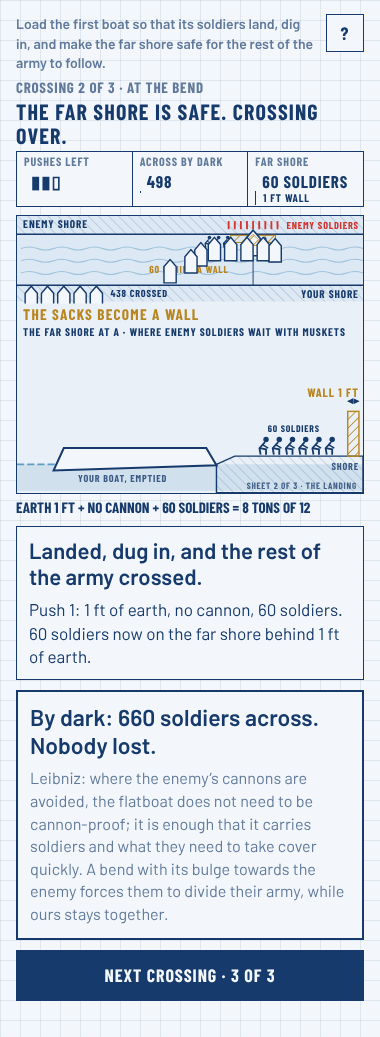 Load the first boat so that its soldiers land, dig
in, and make the far shore safe for the rest of the
army to follow.
?
CROSSING 2 OF 3 · AT THE BEND
THE FAR SHORE IS SAFE. CROSSING
OVER.
PUSHES LEFT
ACROSS BY DARK
498
FAR SHORE
60 SOLDIERS
1 FT WALL
ENEMY SHORE
ENEMY SOLDIERS
60
A WALL
438 CROSSED
YOUR SHORE
THE SACKS BECOME A WALL
THE FAR SHORE AT A · WHERE ENEMY SOLDIERS WAIT WITH MUSKETS
WALL 1 FT
60 SOLDIERS
SHORE
YOUR BOAT, EMPTIED
SHEET 2 OF 3 · THE LANDING
EARTH 1 FT + NO CANNON + 60 SOLDIERS = 8 TONS OF 12
Landed, dug in, and the rest of
the army crossed.
Push 1: 1 ft of earth, no cannon, 60 soldiers.
60 soldiers now on the far shore behind 1 ft
of earth.
By dark: 660 soldiers across.
Nobody lost.
Leibniz: where the enemy's cannons are
avoided, the flatboat does not need to be
cannon-proof; it is enough that it carries
soldiers and what they need to take cover
quickly. A bend with its bulge towards the
enemy forces them to divide their army, while
ours stays together.
NEXT CROSSING · 3 OF 3